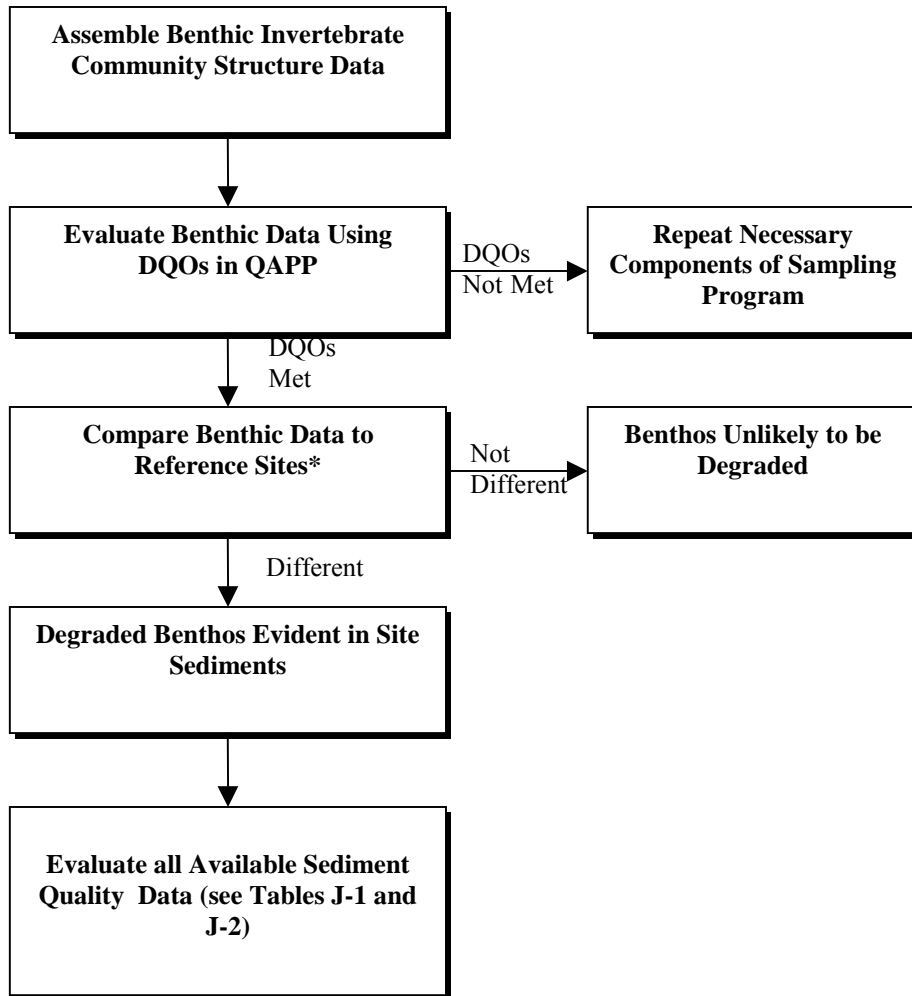 Assemble Benthic Invertebrate
Community Structure Data
Evaluate Benthic Data Using
DQOs in QAPP
DQOs
Not Met
Repeat Necessary
Components of Sampling
Program
DQOs
Met
Compare Benthic Data to
Reference Sites*
Not
Different
Benthos Unlikely to be
Degraded
Different
Degraded Benthos Evident in Site
Sediments
Evaluate all Available Sediment
Quality Data (see Tables J-1 and
J-2)